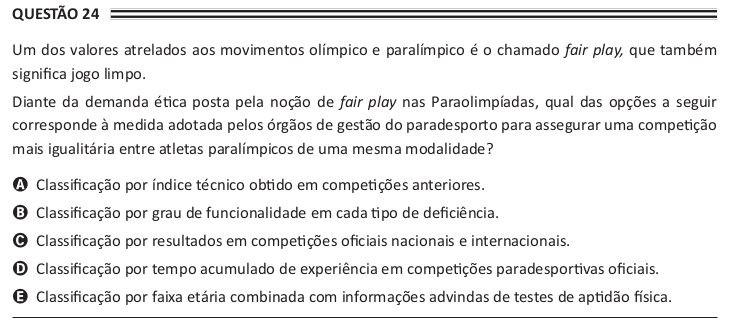 QUESTÃO 24
Um dos valores atrelados aos movimentos olímpico e paralímpico é o chamado fair play, que também
significa jogo limpo.
Diante da demanda ética posta pela noção de fair play nas Paraolimpíadas, qual das opções a seguir
corresponde à medida adotada pelos órgãos de gestão do paradesporto para assegurar uma competição
mais igualitária entre atletas paralímpicos de uma mesma modalidade?
A Classificação por índice técnico obtido em competições anteriores.
B Classificação por grau de funcionalidade em cada tipo de deficiência.
C Classificação por resultados em competições oficiais nacionais e internacionais.
D Classificação por tempo acumulado de experiência em competições paradesportivas oficiais.
E Classificação por faixa etária combinada com informações advindas de testes de aptidão física.